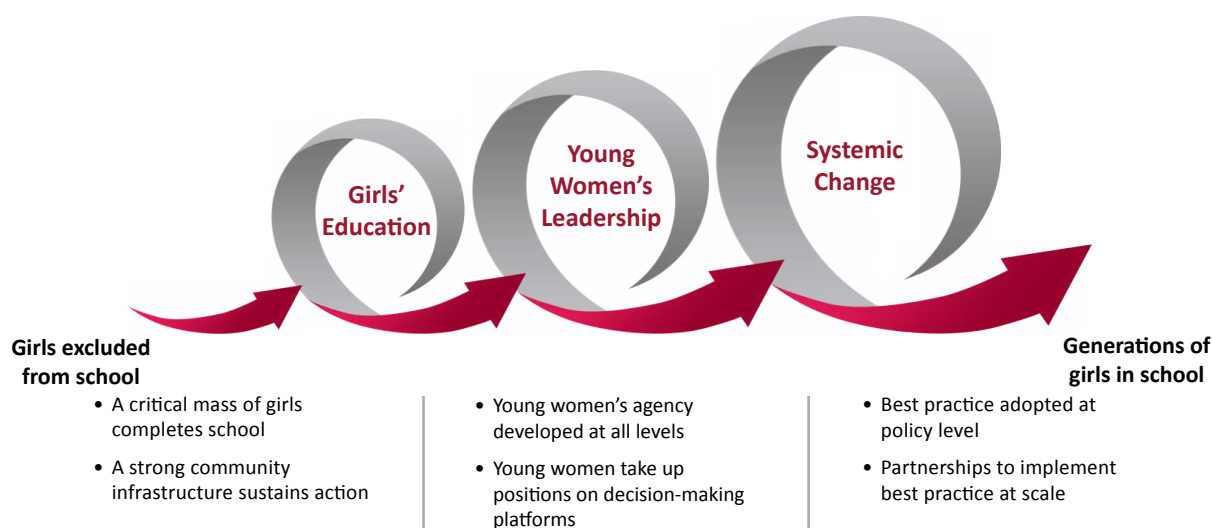 Girls’
Education
Young
Women’s
Leadership
Systemic
Change
Girls excluded
from school
Generations of
girls in school
• A critical mass of girls
completes school
• A strong community
infrastructure sustains action
• Young women’s agency
developed at all levels
• Young women take up
positions on decision-making
platforms
• Best practice adopted at
policy level
• Partnerships to implement
best practice at scale